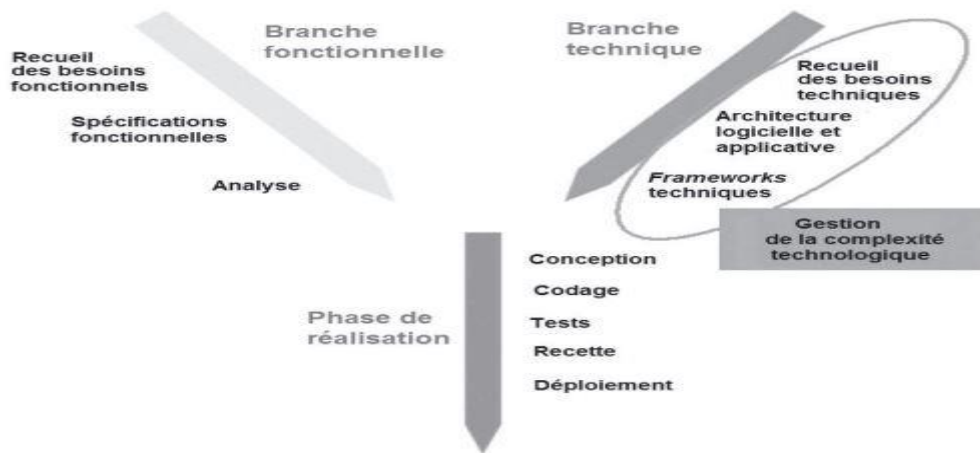 Branche
fonctionnelle
Recueil
des besoins
fonctionnels
Spécifications
fonctionnelles
Analyse
Branche
technique
Recueil
des besoins
techniques
Architecture
logicielle et
applicative
Frameworks
techniques
Gestion
de la complexité
technologique
Phase de
réalisation
Conception
Codage
Tests
Recette
Déploiement